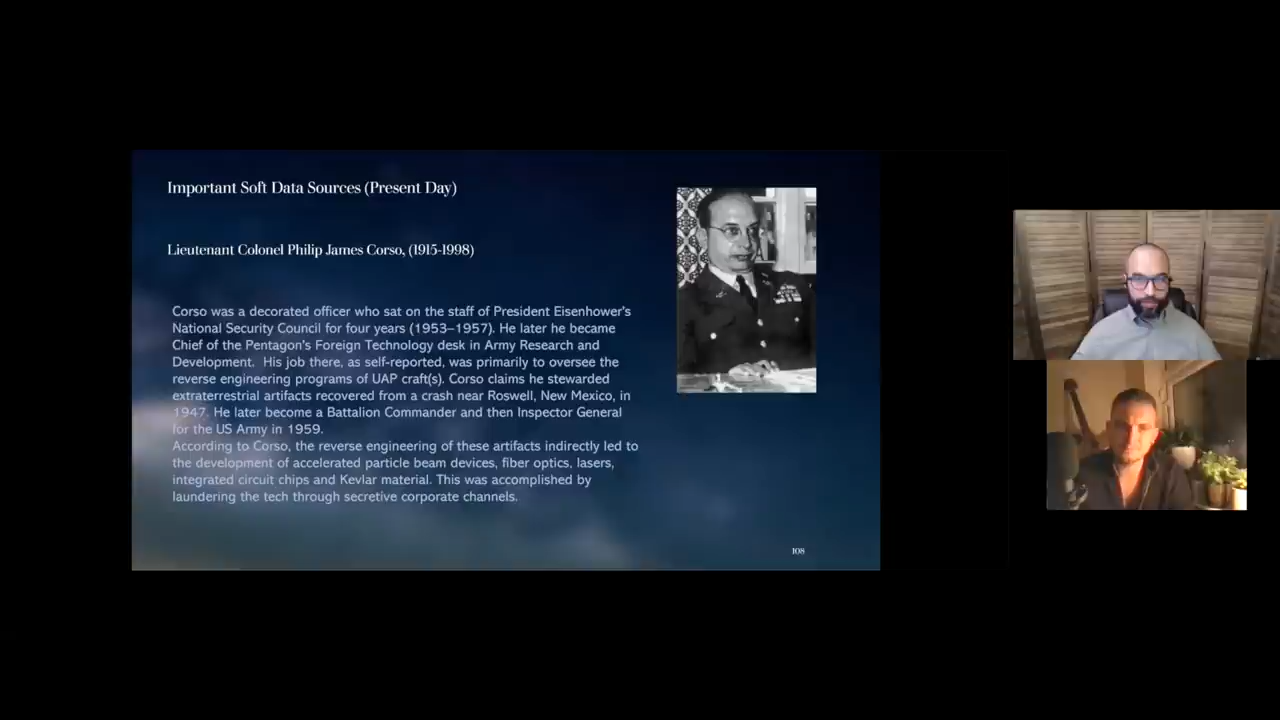 Important Soft Data Sources (Present Day)
Lieutenant Colonel Philip James Corso, (1915-1998)
Corso was a decorated officer who sat on the staff of President Eisenhower's
National Security Council for four years (1953–1957). He later he became
Chief of the Pentagon's Foreign Technology desk in Army Research and
Development.  His job there, as self-reported, was primarily to oversee the
reverse engineering programs of UAP craft(s). Corso claims he stewarded
extraterrestrial artifacts recovered from a crash near Roswell, New Mexico, in
1947. He later become a Battalion Commander and then Inspector General
for the US Army in 1959.
According to Corso, the reverse engineering of these artifacts indirectly led to
the development of accelerated particle beam devices, fiber optics, lasers,
integrated circuit chips and Kevlar material. This was accomplished by
laundering the tech through secretive corporate channels.
108